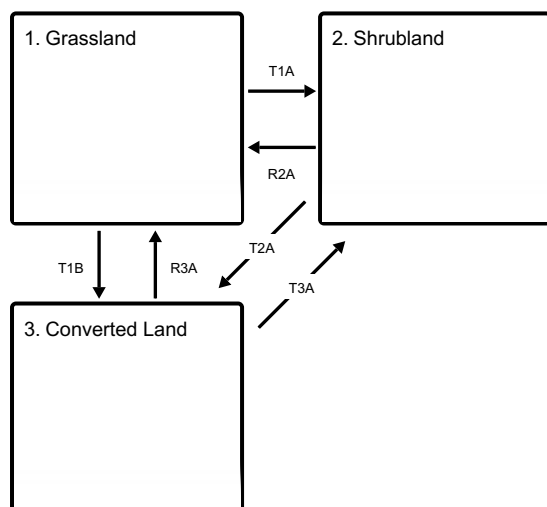 1. Grassland
2. Shrubland
T1A
R2A
T1B
R3A
T2A
T3A
3. Converted Land